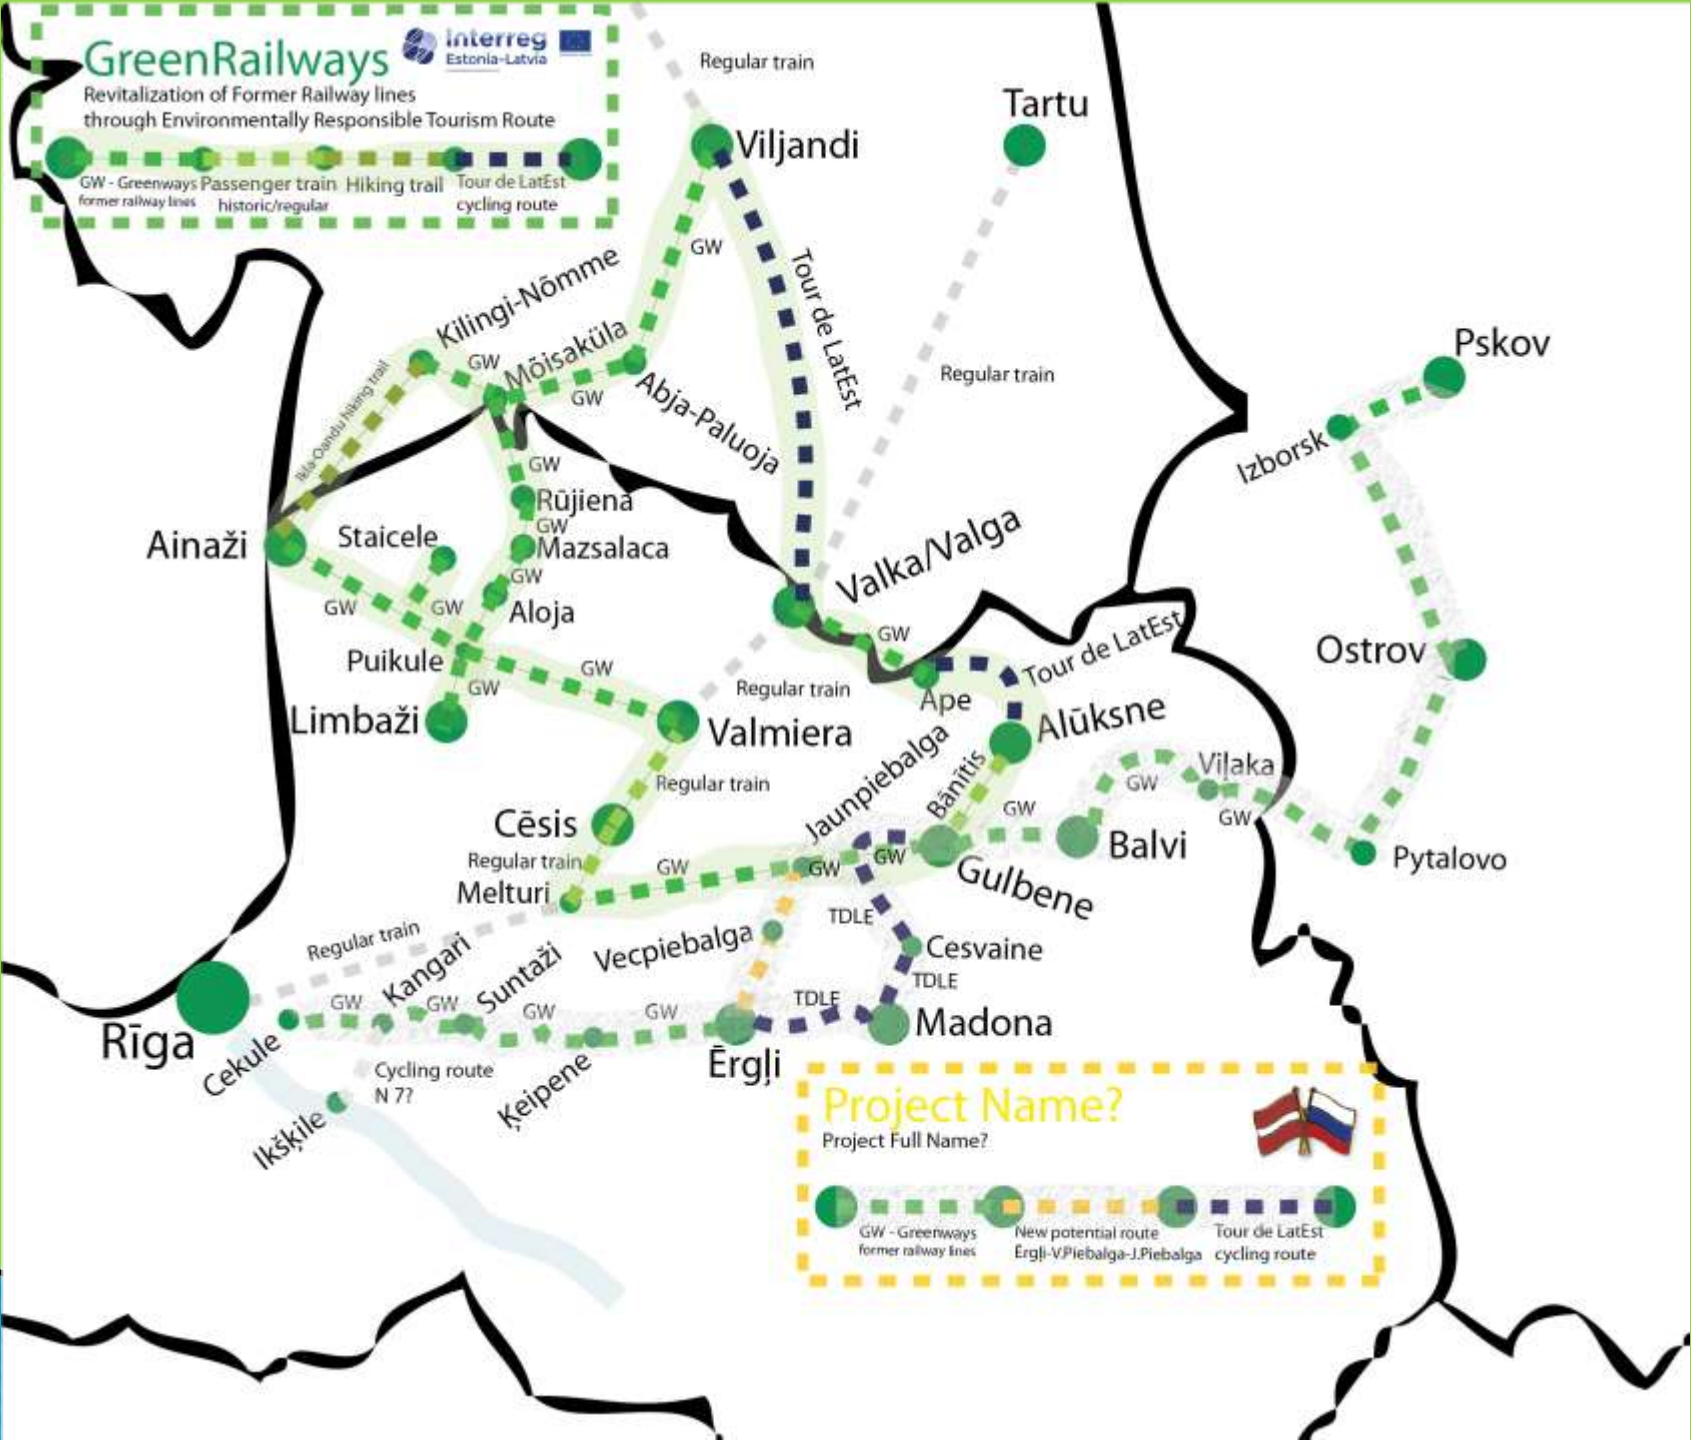 GreenRailways
Interreg
Estonia-Latvia
Revitalization of Former Railway lines
through Environmentally Responsible Tourism Route
GW - Greenways
former railway lines
Passenger train
historic/regular
Hiking trail
Tour de LatEst
cycling route
Regular train
Viljandi
Tartu
GW
Kilingi-Nõmme
Tour de LatEst
Mõisaküla
GW
GW
Abja-Paluoja
Regular train
Pskov
Izborsk
Ikla-Oandu hiking trail
GW
Rūjiena
GW
Ainaži
Staicele
Mazsalaca
GW
Valka/Valga
GW
GW
Aloja
GW
Puikule
GW
GW
Limbaži
Regular train
Ape
Tour de LatEst
Ostrov
Valmiera
Alūksne
Regular train
Jaunpiebalga
Bānītis
Viļaka
GW
GW
GW
Cēsis
Regular train
GW
GW
GW
Balvi
Pytalovo
Melturi
Gulbene
TDLE
Regular train
Kangari
Suntaži
Vecpiebalga
Cesvaine
TDLE
TDLE
GW
GW
GW
GW
Madona
Rīga
Cekule
Cycling route
N 7?
Ķeipene
Ērgļi
Ikšķile
Project Name?
Project Full Name?
GW - Greenways
former railway lines
New potential route
Ērgļi-V.Piebalga-J.Piebalga
Tour de LatEst
cycling route